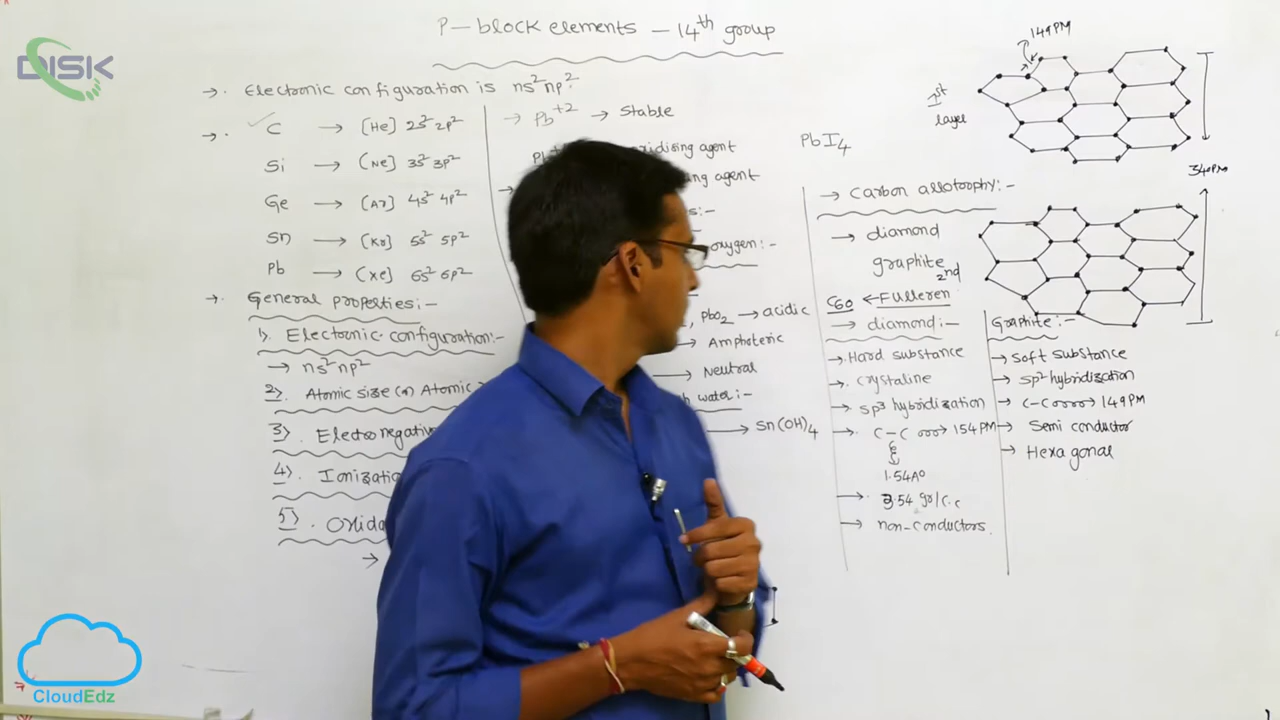 DISK
P-block elements - 14th group
Electronic configuration is ns² np²
C → [He] 2s² 2p²
Si → [Ne] 3s² 3p²
Ge → [Ar] 4s² 4p²
Sn → [Kr] 5s² 5p²
Pb → [Xe] 6s² 6p²
General properties:-
1). Electronic configuration:-
→ ns² np²
2). Atomic size (or) Atomic
3). Electronegativ
4). Ionizatio
5). Oxida
→ Pb+2 → Stable
oxidising agent
ing agent
s:-
oxygen:-
, PbO2 → acidic
→ Amphoteric
→ Neutral
h water:-
→ Sn(OH)4
PbI4
→ Carbon allotrophy:-
→ diamond
graphite
C60 ← Fulleren
→ diamond:-
→ Hard substance
→ crystaline
→ sp³ hybridization
→ C-C → 154 PM
1.54A°
→ 3.54 gr/c.c
→ non-conductors
Graphite:-
→ Soft substance
→ sp² hybridization
→ C-C → 149 PM
→ Semi conductor
→ Hexagonal
149 PM
1st
layer
340 PM
2nd
CloudEdz